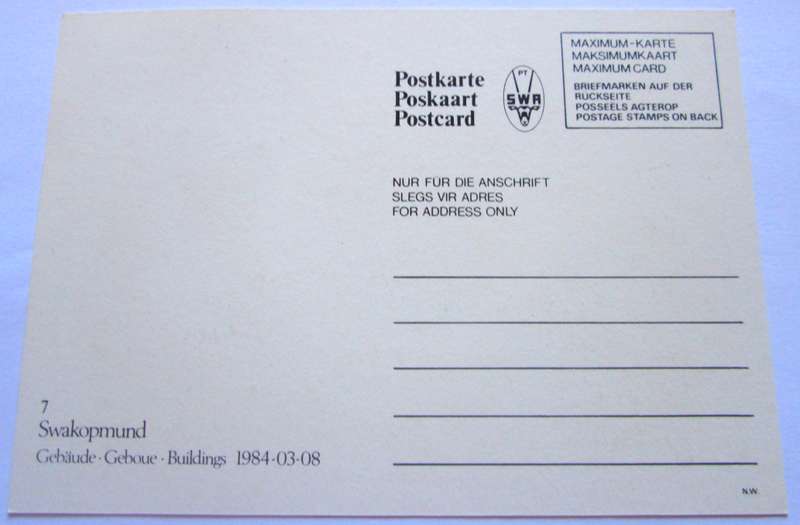 Postkarte
Poskaart
Postcard
PT
SWA
MAXIMUM-KARTE
MAKSIMUMKAART
MAXIMUM CARD
BRIEFMARKEN AUF DER
RUCKSEITE
POSSEELS AGTEROP
POSTAGE STAMPS ON BACK
NUR FÜR DIE ANSCHRIFT
SLEGS VIR ADRES
FOR ADDRESS ONLY
7
Swakopmund
Gebäude · Geboue · Buildings 1984-03-08
N.W.